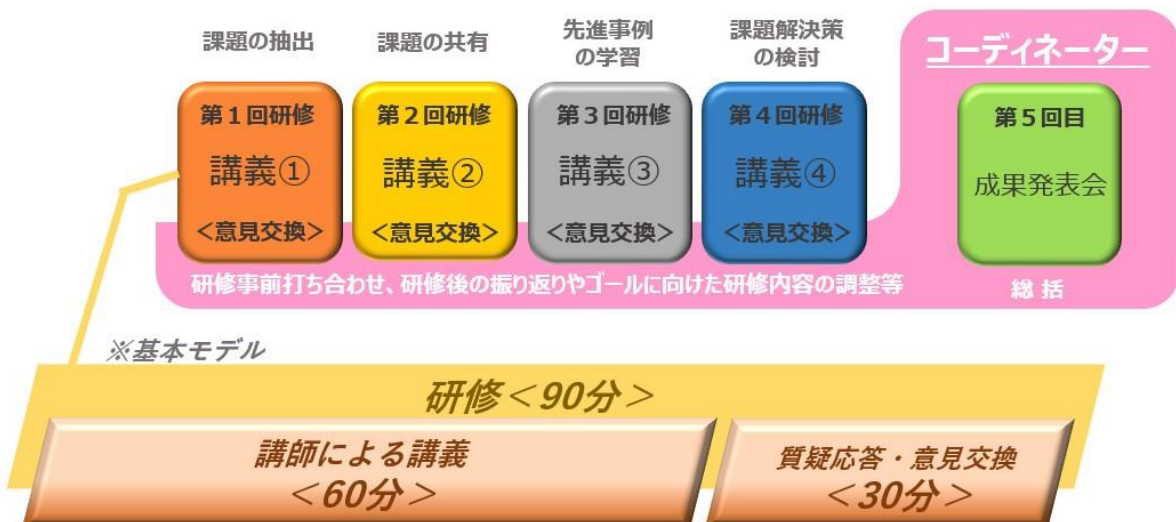 課題の抽出
課題の共有
先進事例
の学習
課題解決策
の検討
コーディネーター
第1回研修
講義①
<意見交換>
第2回研修
講義②
<意見交換>
第3回研修
講義③
<意見交換>
第4回研修
講義④
<意見交換>
第5回目
成果発表会
研修事前打ち合わせ、研修後の振り返りやゴールに向けた研修内容の調整等
総 括
※基本モデル
研修<90分>
講師による講義
<60分>
質疑応答・意見交換
<30分>